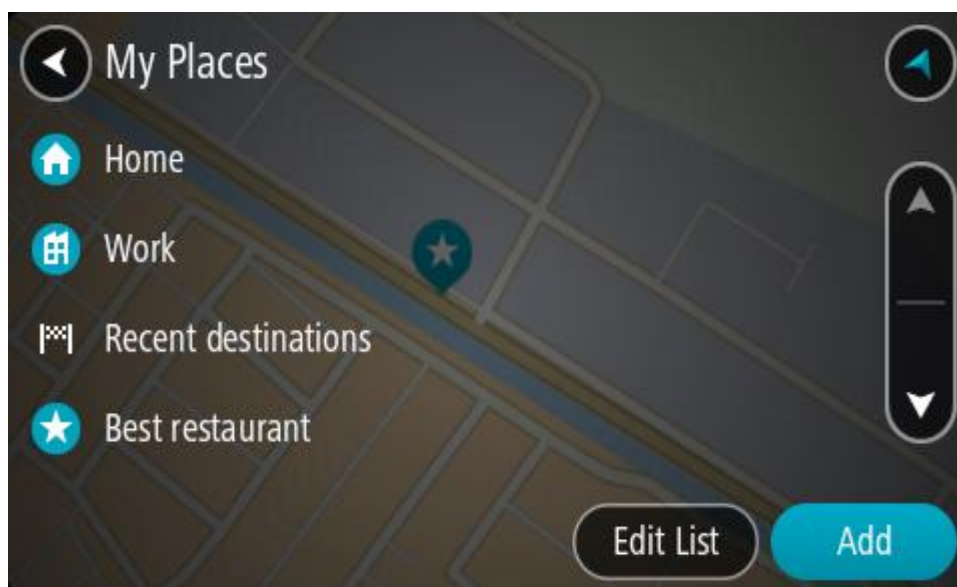 My Places
Home
Work
Recent destinations
Best restaurant
Edit List
Add